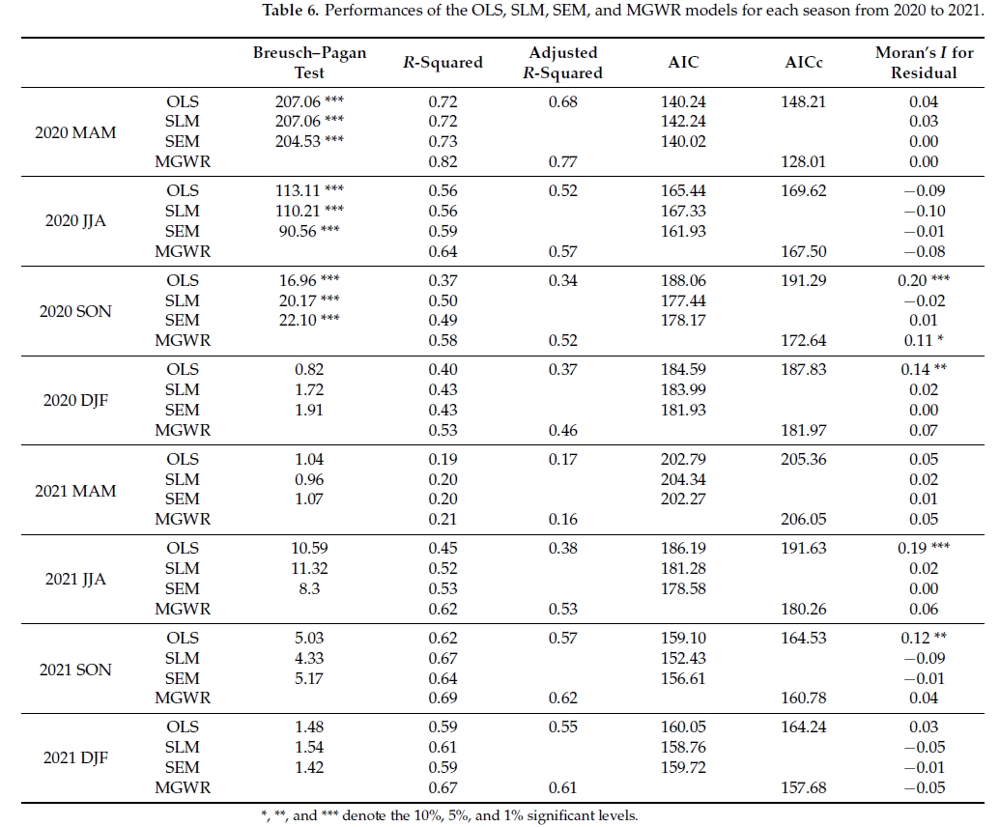 Table 6. Performances of the OLS, SLM, SEM, and MGWR models for each season from 2020 to 2021.
Breusch–Pagan Test R-Squared Adjusted R-Squared AIC AICc Moran's I for Residual
2020 MAM
OLS 207.06 *** 0.72 0.68 140.24 148.21 0.04
SLM 207.06 *** 0.72 142.24 0.03
SEM 204.53 *** 0.73 140.02 0.00
MGWR 0.82 0.77 128.01 0.00
2020 JJA
OLS 113.11 *** 0.56 0.52 165.44 169.62 −0.09
SLM 110.21 *** 0.56 167.33 −0.10
SEM 90.56 *** 0.59 161.93 −0.01
MGWR 0.64 0.57 167.50 −0.08
2020 SON
OLS 16.96 *** 0.37 0.34 188.06 191.29 0.20 ***
SLM 20.17 *** 0.50 177.44 −0.02
SEM 22.10 *** 0.49 178.17 0.01
MGWR 0.58 0.52 172.64 0.11 *
2020 DJF
OLS 0.82 0.40 0.37 184.59 187.83 0.14 **
SLM 1.72 0.43 183.99 0.02
SEM 1.91 0.43 181.93 0.00
MGWR 0.53 0.46 181.97 0.07
2021 MAM
OLS 1.04 0.19 0.17 202.79 205.36 0.05
SLM 0.96 0.20 204.34 0.02
SEM 1.07 0.20 202.27 0.01
MGWR 0.21 0.16 206.05 0.05
2021 JJA
OLS 10.59 0.45 0.38 186.19 191.63 0.19 ***
SLM 11.32 0.52 181.28 0.02
SEM 8.3 0.53 178.58 0.00
MGWR 0.62 0.53 180.26 0.06
2021 SON
OLS 5.03 0.62 0.57 159.10 164.53 0.12 **
SLM 4.33 0.67 152.43 −0.09
SEM 5.17 0.64 156.61 −0.01
MGWR 0.69 0.62 160.78 0.04
2021 DJF
OLS 1.48 0.59 0.55 160.05 164.24 0.03
SLM 1.54 0.61 158.76 −0.05
SEM 1.42 0.59 159.72 −0.01
MGWR 0.67 0.61 157.68 −0.05
*, **, and *** denote the 10%, 5%, and 1% significant levels.